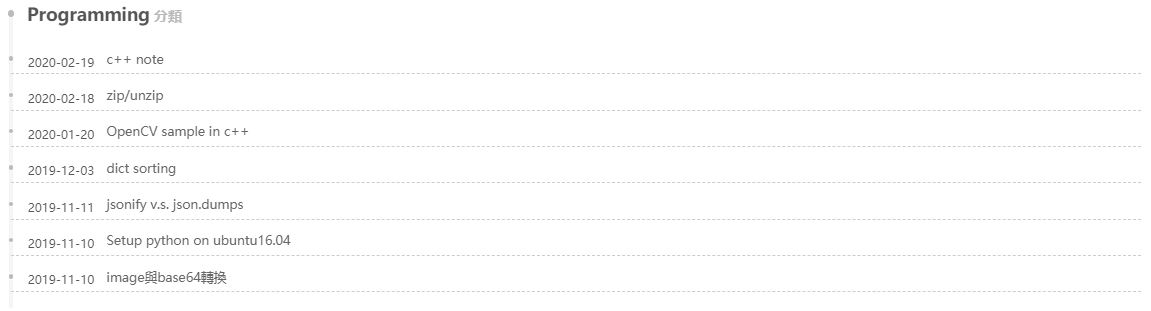 Programming 分類
2020-02-19 c++ note
2020-02-18 zip/unzip
2020-01-20 OpenCV sample in c++
2019-12-03 dict sorting
2019-11-11 jsonify v.s. json.dumps
2019-11-10 Setup python on ubuntu16.04
2019-11-10 image與base64轉換